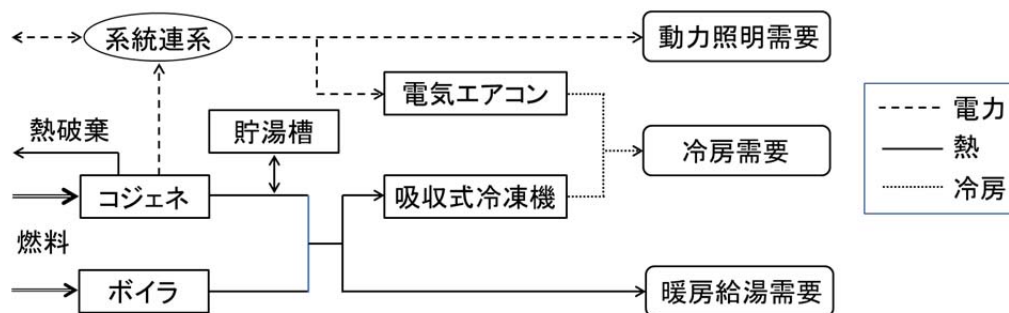 系統連系
動力照明需要
電気エアコン
電力
熱破棄
貯湯槽
冷房需要
熱
コジェネ
吸収式冷凍機
冷房
燃料
ボイラ
暖房給湯需要